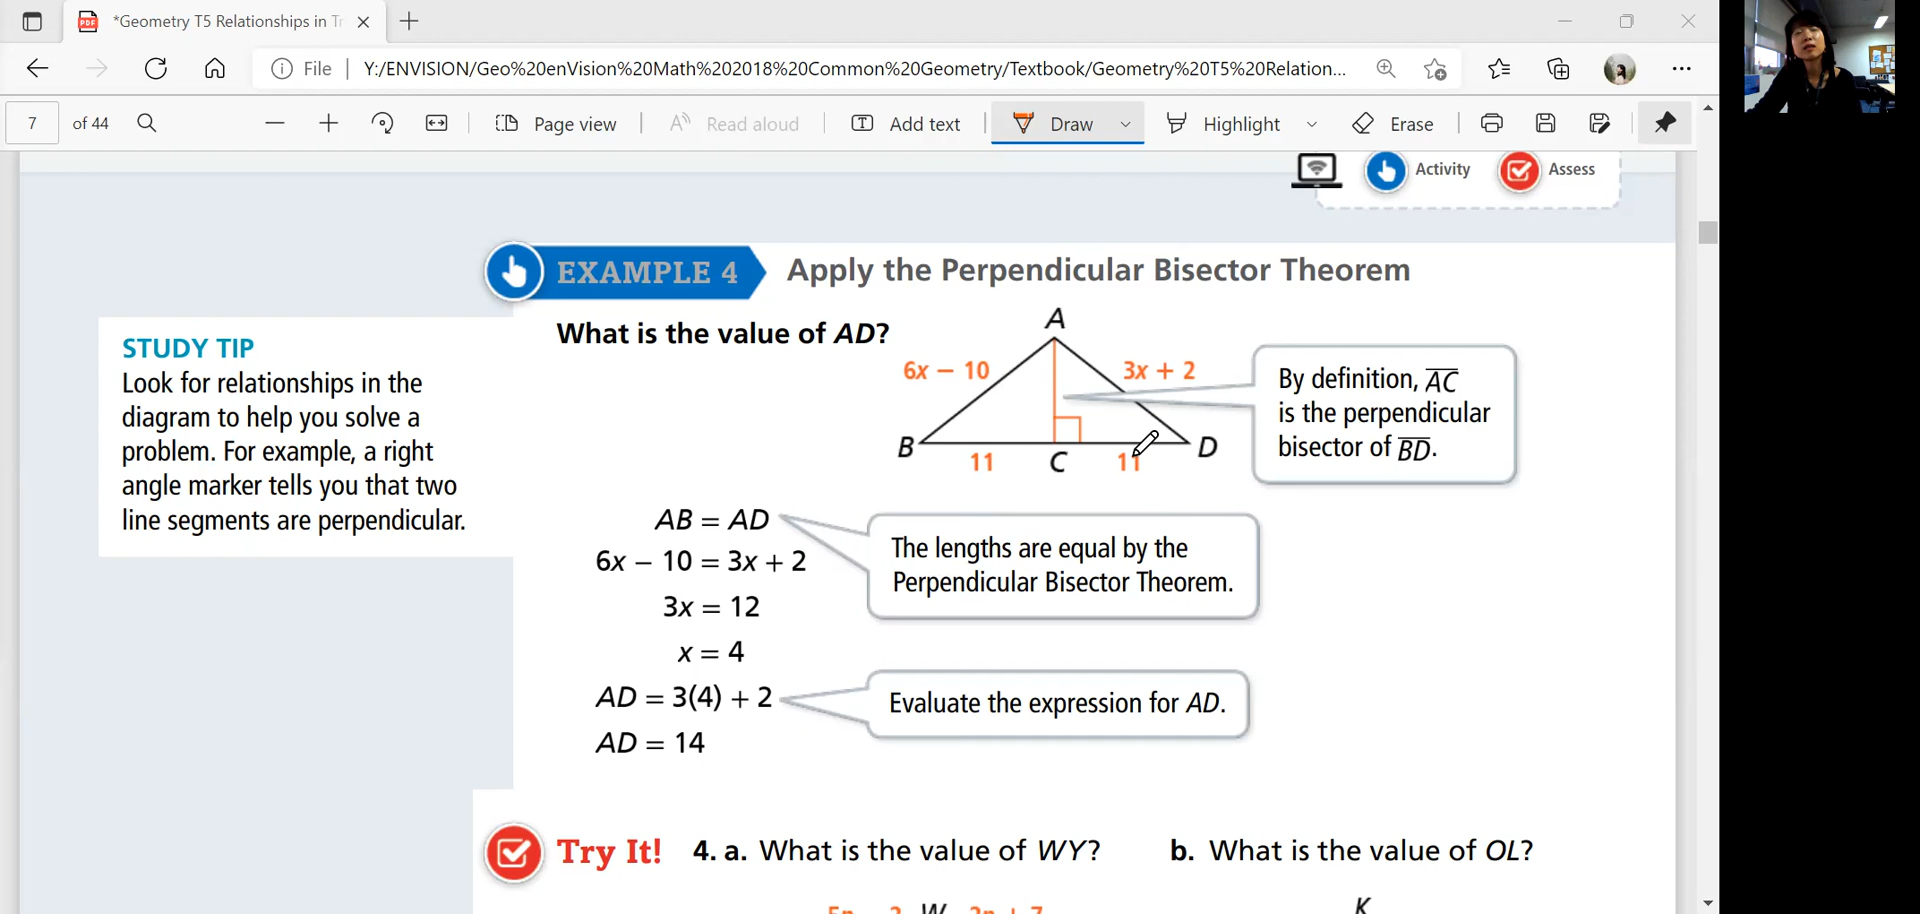 *Geometry T5 Relationships in Tr
File
Y:/ENVISION/Geo%20enVision%20Math%202018%20Common%20Geometry/Textbook/Geometry%20T5%20Relation...
7 of 44
Page view
Read aloud
Add text
Draw
Highlight
Erase
Activity
Assess
EXAMPLE 4 Apply the Perpendicular Bisector Theorem
What is the value of AD?
A
6x − 10
3x + 2
B
11
C
11
D
By definition, A̅C̅
is the perpendicular
bisector of B̅D̅.
STUDY TIP
Look for relationships in the
diagram to help you solve a
problem. For example, a right
angle marker tells you that two
line segments are perpendicular.
AB = AD
6x − 10 = 3x + 2
3x = 12
x = 4
AD = 3(4) + 2
AD = 14
The lengths are equal by the
Perpendicular Bisector Theorem.
Evaluate the expression for AD.
Try It! 4. a. What is the value of WY? b. What is the value of OL?
W
K